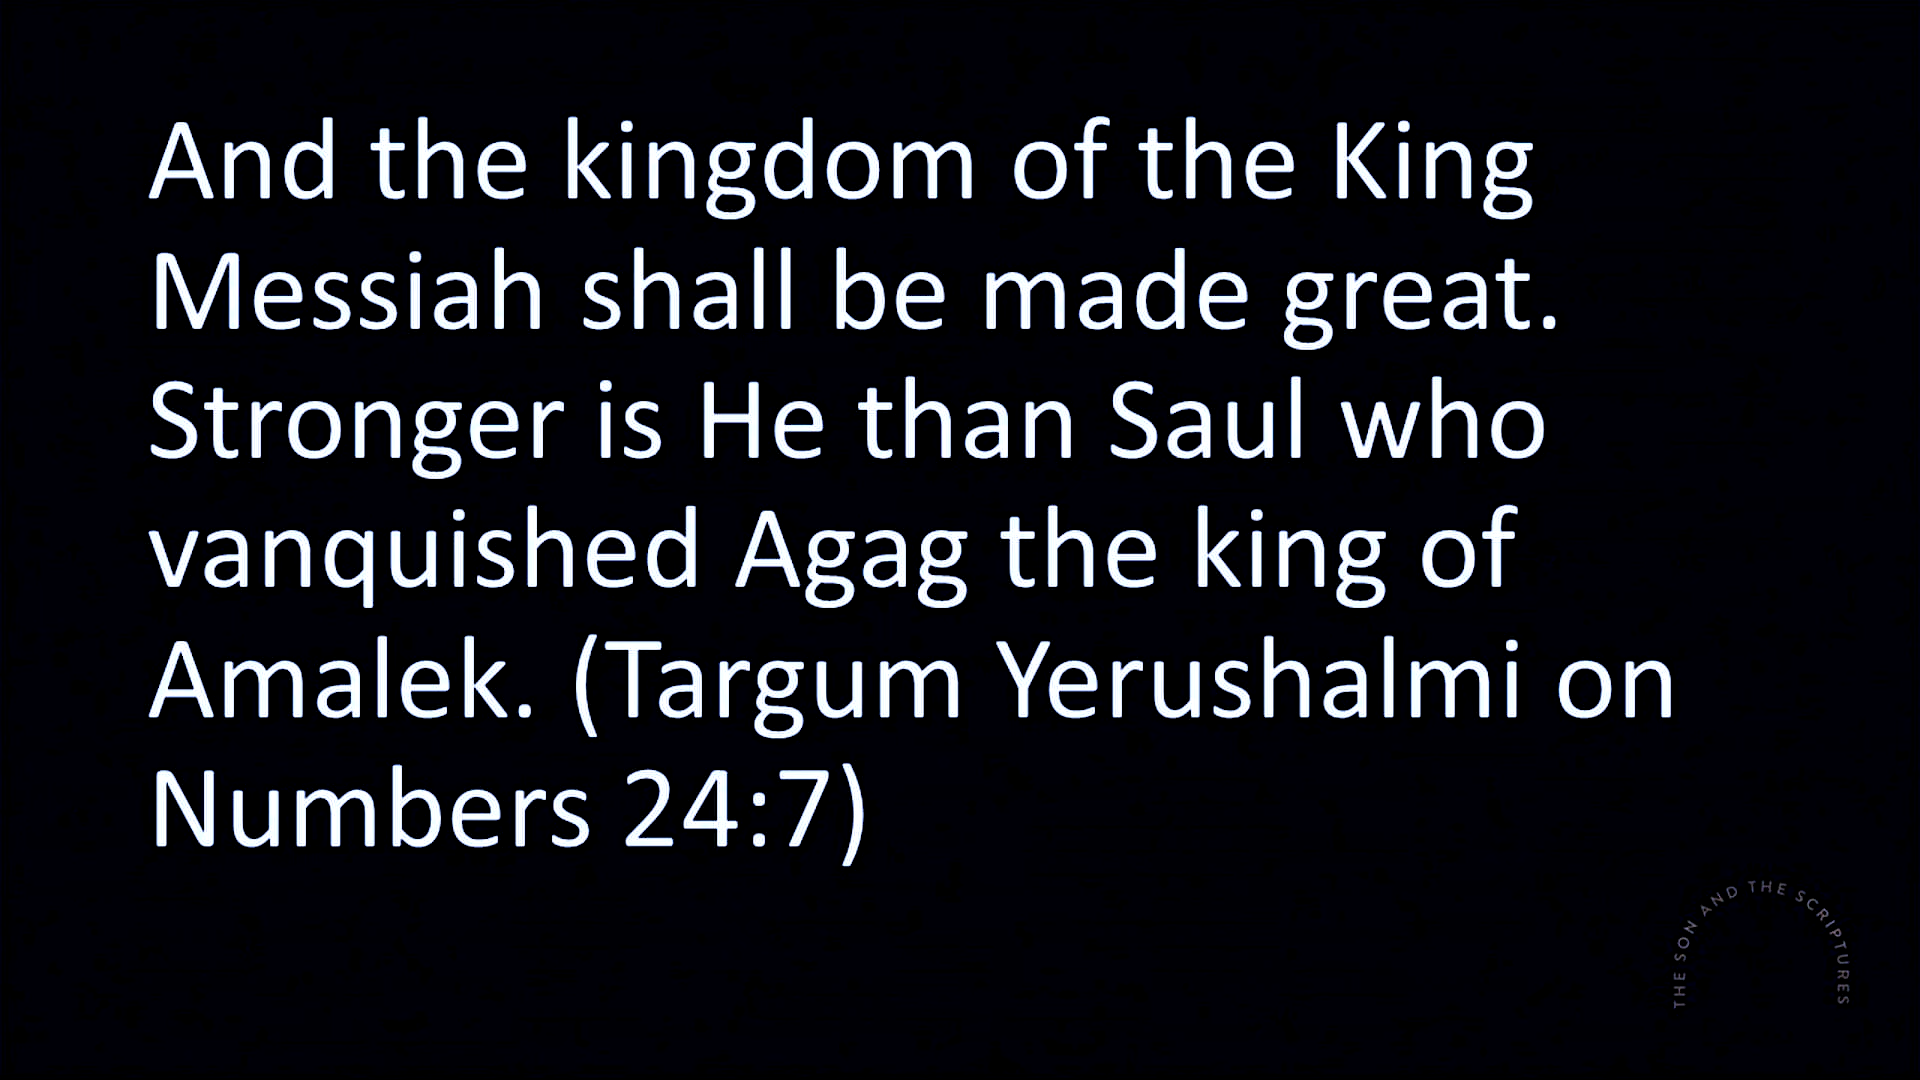 And the kingdom of the King
Messiah shall be made great.
Stronger is He than Saul who
vanquished Agag the king of
Amalek. (Targum Yerushalmi on
Numbers 24:7)
THE SON AND THE SCRIPTURES